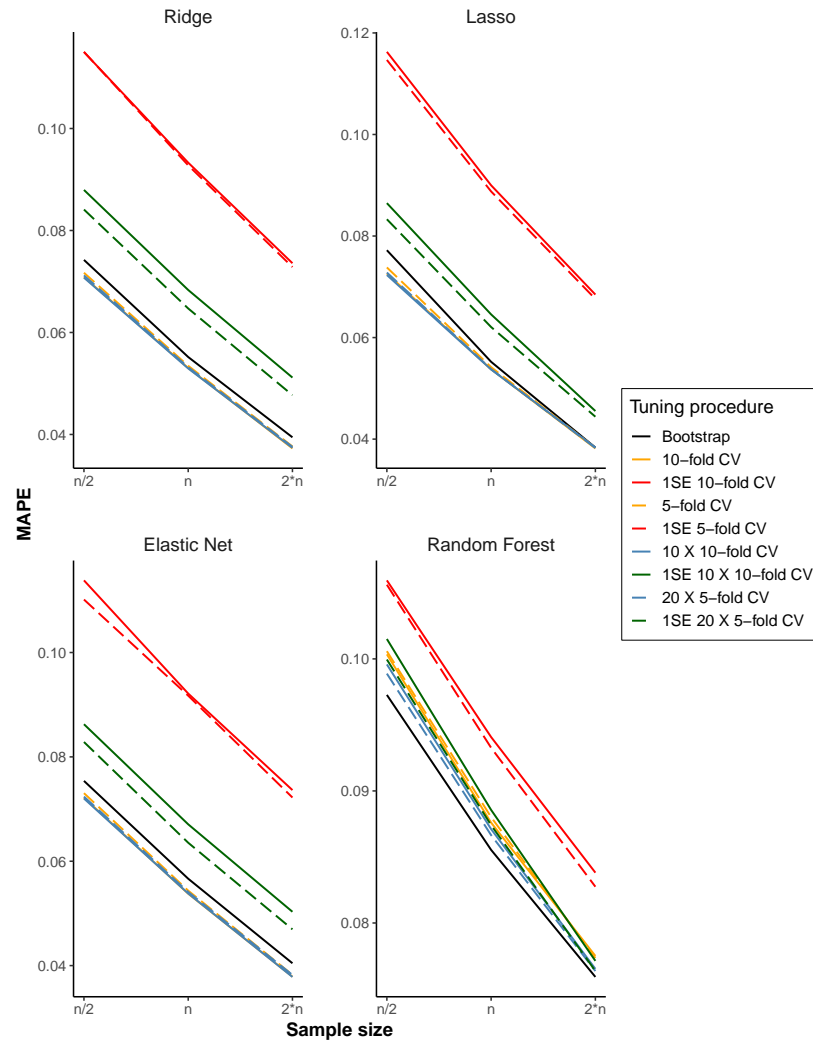 Ridge
Lasso
0.10
0.08
0.06
0.04
n/2
n
2*n
0.12
0.10
0.08
0.06
0.04
n/2
n
2*n
Elastic Net
Random Forest
0.10
0.08
0.06
0.04
n/2
n
2*n
0.10
0.09
0.08
n/2
n
2*n
MAPE
Sample size
Tuning procedure
Bootstrap
10−fold CV
1SE 10−fold CV
5−fold CV
1SE 5−fold CV
10 X 10−fold CV
1SE 10 X 10−fold CV
20 X 5−fold CV
1SE 20 X 5−fold CV